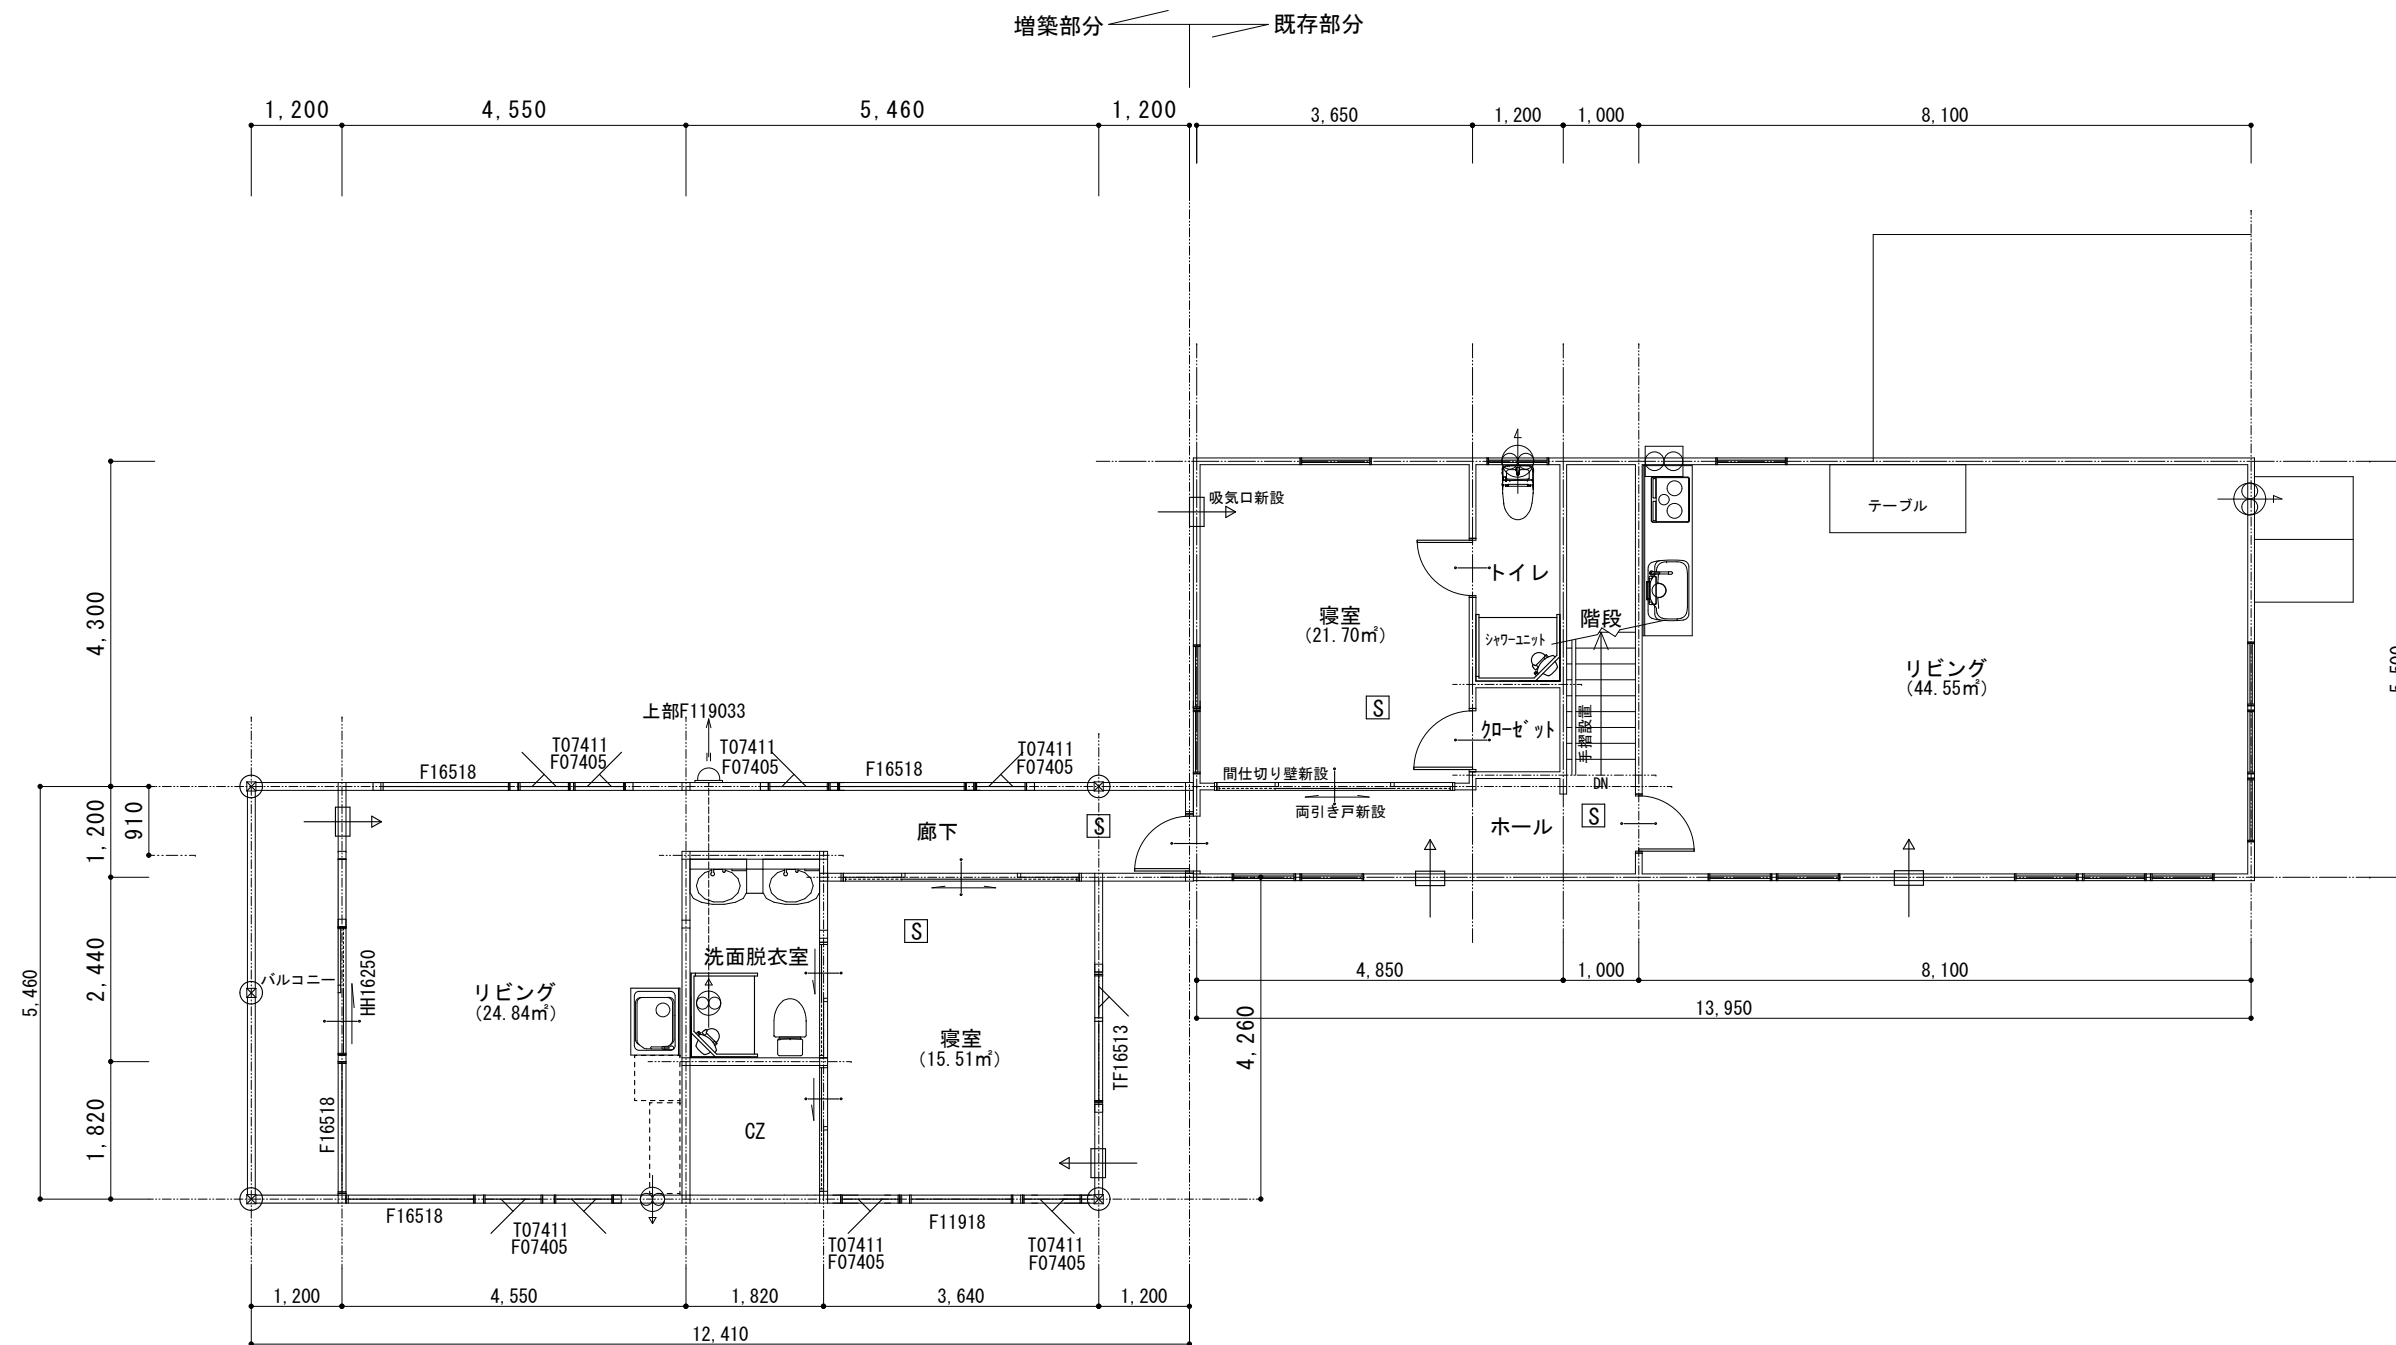 増築部分
既存部分
1,200
4,550
5,460
1,200
3,650
1,200
1,000
8,100
吸気口新設
テーブル
トイレ
寝室
(21.70㎡)
シャワーユニット
階段
リビング
(44.55㎡)
5,500
4,300
S
クローゼット
手摺設置
上部F119033
T07411
F07405
F16518
T07411
F07405
F16518
T07411
F07405
間仕切り壁新設
DN
両引き戸新設
ホール
S
1,200
910
廊下
S
S
洗面脱衣室
バルコニー
HH16250
リビング
(24.84㎡)
2,440
5,460
4,850
1,000
8,100
13,950
4,260
寝室
(15.51㎡)
TF16513
F16518
CZ
1,820
F16518
T07411
F07405
T07411
F07405
F11918
T07411
F07405
1,200
4,550
1,820
3,640
1,200
12,410